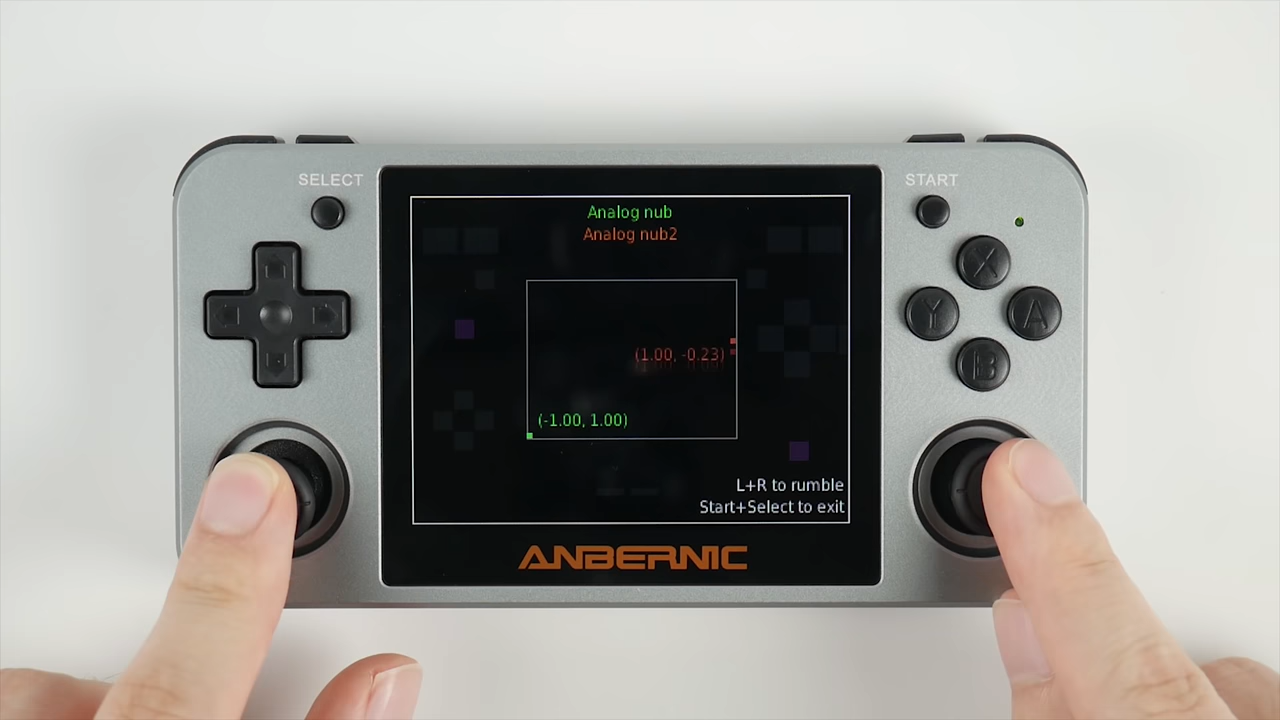 SELECT
START
Analog nub
Analog nub2
(1.00, -0.23)
(-1.00, 1.00)
L+R to rumble
Start+Select to exit
X
Y
A
B
ANBERNIC